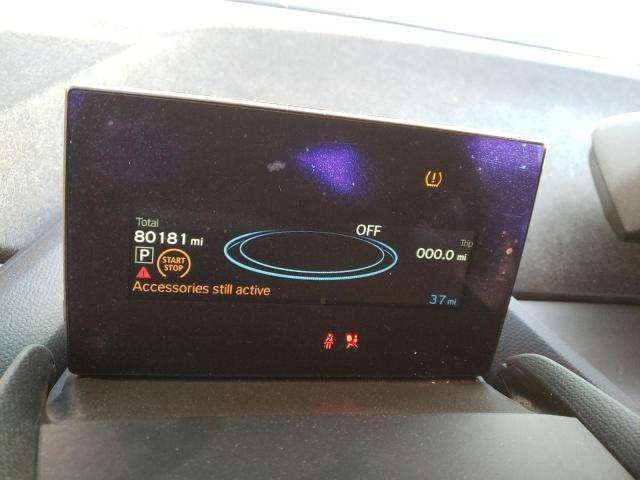 Total
OFF
80181 mi
Trip
000.0 mi
P
START
STOP
Accessories still active
37 mi